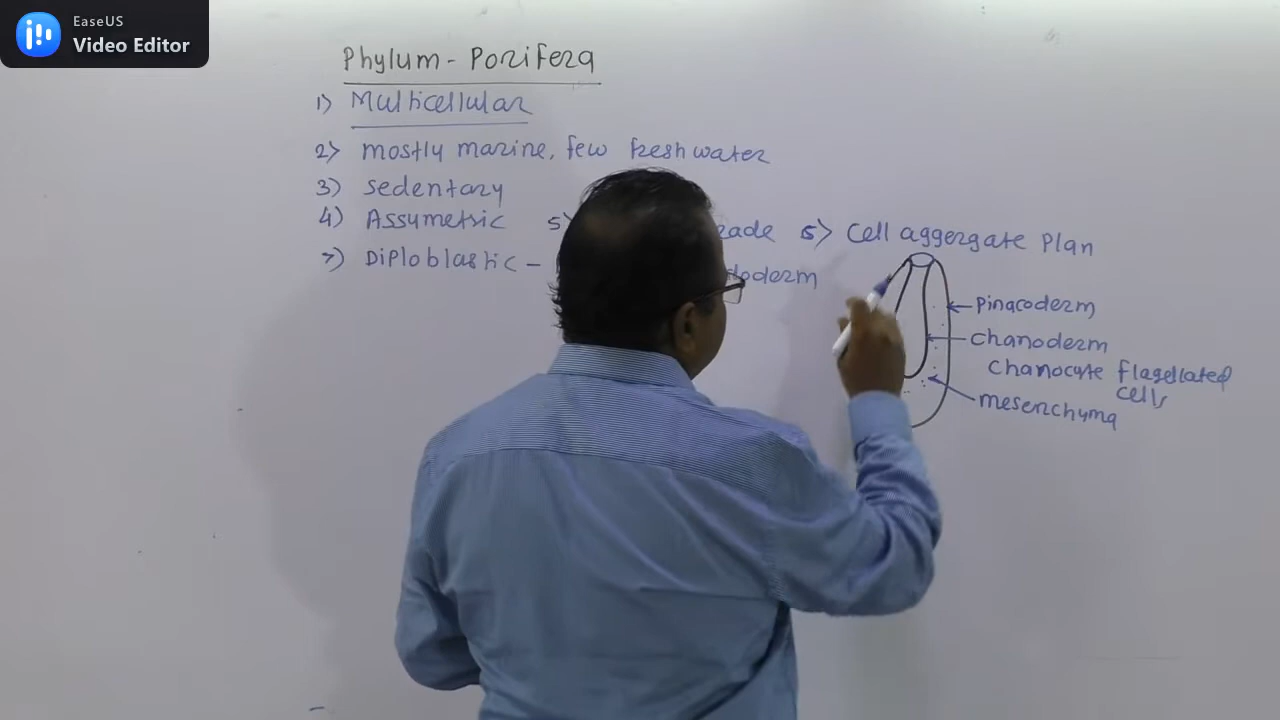 EaseUS
Video Editor
Phylum - Porifera
1) Multicellular
2) mostly marine, few freshwater
3) sedentary
4) Assymetric 5) 5) Cell aggergate Plan
7) Diploblastic -
Pinacoderm
Chanoderm
Chanocyte flagellated
cells
mesenchyma